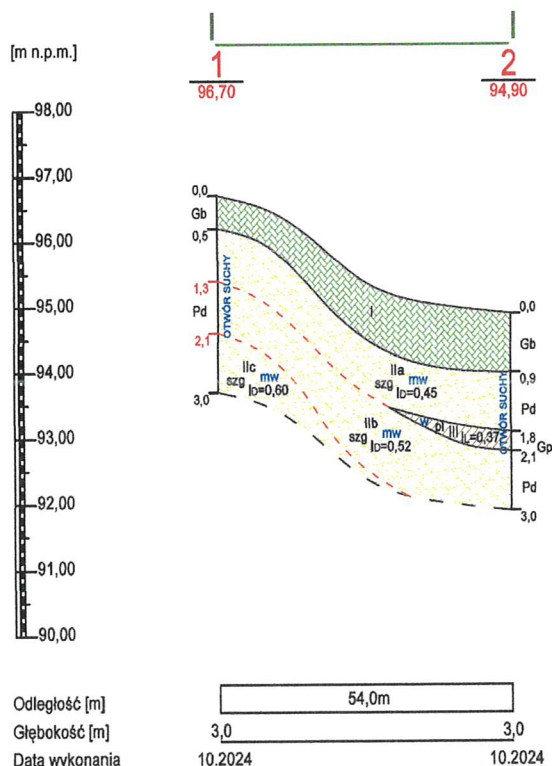 [m n.p.m.]
1
96,70
2
94,90
98,00
97,00
96,00
95,00
94,00
93,00
92,00
91,00
90,00
0,0
Gb
0,5
1,3
Pd
2,1
3,0
OTWÓR SUCHY
I
IIa
mw
szg
ID=0,45
IIc
mw
szg
ID=0,60
IIb
mw
szg
ID=0,52
w pl III IL=0,37
OTWÓR SUCHY
0,0
Gb
0,9
Pd
1,8
Gp
2,1
Pd
3,0
Odległość [m]
54,0m
Głębokość [m]
3,0
3,0
Data wykonania
10.2024
10.2024